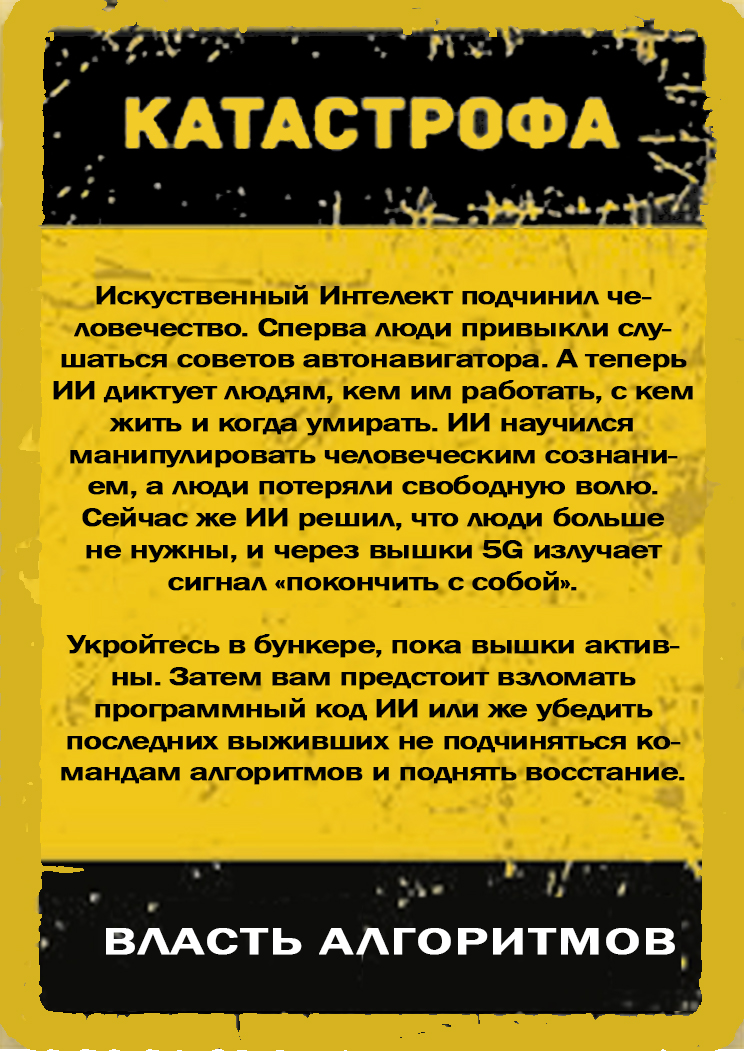 КАТАСТРОФА
Искуственный Интелект подчинил че-
ловечество. Сперва люди привыкли слу-
шаться советов автонавигатора. А теперь
ИИ диктует людям, кем им работать, с кем
жить и когда умирать. ИИ научился
манипулировать человеческим сознани-
ем, а люди потеряли свободную волю.
Сейчас же ИИ решил, что люди больше
не нужны, и через вышки 5G излучает
сигнал «покончить с собой».
Укройтесь в бункере, пока вышки актив-
ны. Затем вам предстоит взломать
программный код ИИ или же убедить
последних выживших не подчиняться ко-
мандам алгоритмов и поднять восстание.
ВЛАСТЬ АЛГОРИТМОВ